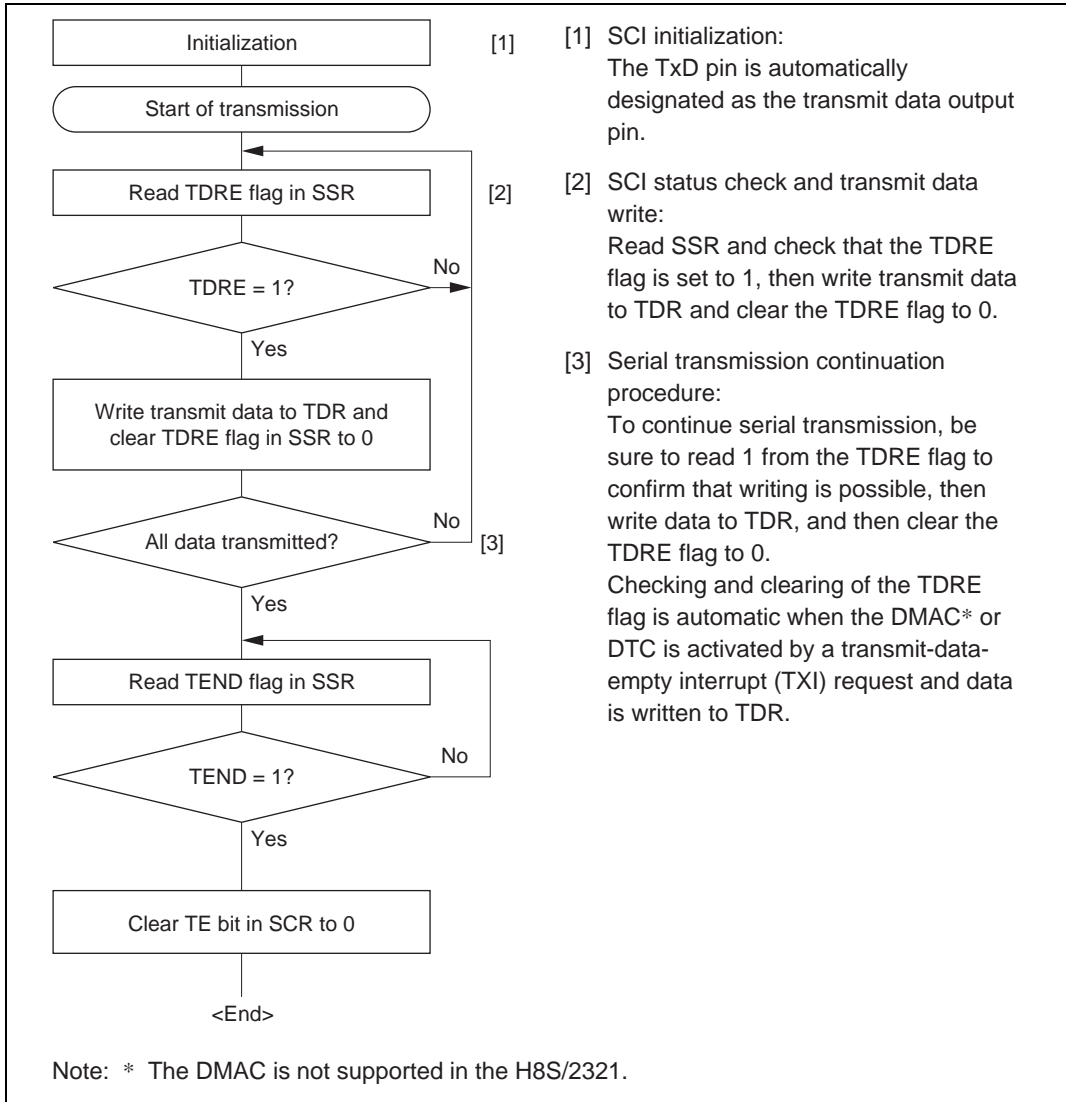 Initialization
[1]
Start of transmission
Read TDRE flag in SSR
[2]
TDRE = 1?
No
Yes
Write transmit data to TDR and
clear TDRE flag in SSR to 0
All data transmitted?
No
[3]
Yes
Read TEND flag in SSR
TEND = 1?
No
Yes
Clear TE bit in SCR to 0
<End>
[1] SCI initialization:
The TxD pin is automatically
designated as the transmit data output
pin.
[2] SCI status check and transmit data
write:
Read SSR and check that the TDRE
flag is set to 1, then write transmit data
to TDR and clear the TDRE flag to 0.
[3] Serial transmission continuation
procedure:
To continue serial transmission, be
sure to read 1 from the TDRE flag to
confirm that writing is possible, then
write data to TDR, and then clear the
TDRE flag to 0.
Checking and clearing of the TDRE
flag is automatic when the DMAC* or
DTC is activated by a transmit-data-
empty interrupt (TXI) request and data
is written to TDR.
Note: * The DMAC is not supported in the H8S/2321.